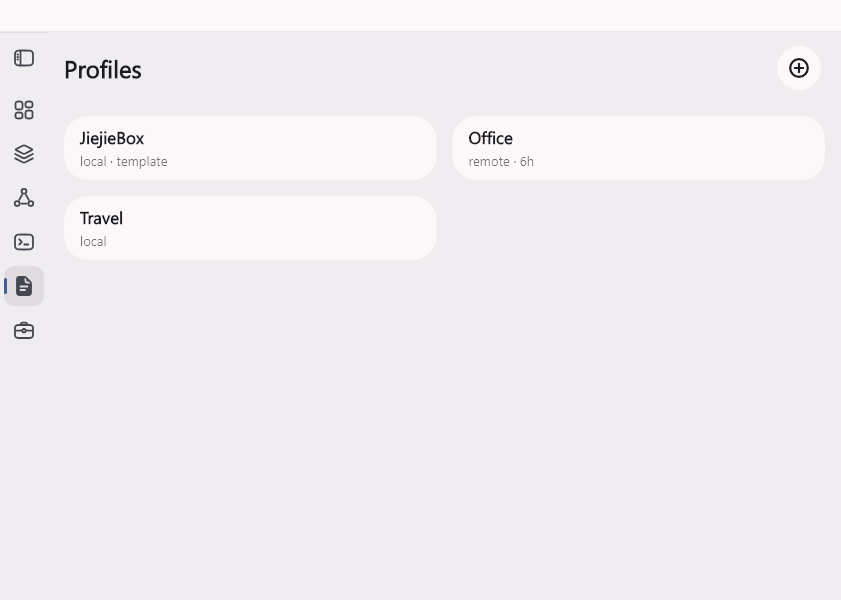 Profiles
JiejieBox
local · template
Office
remote · 6h
Travel
local